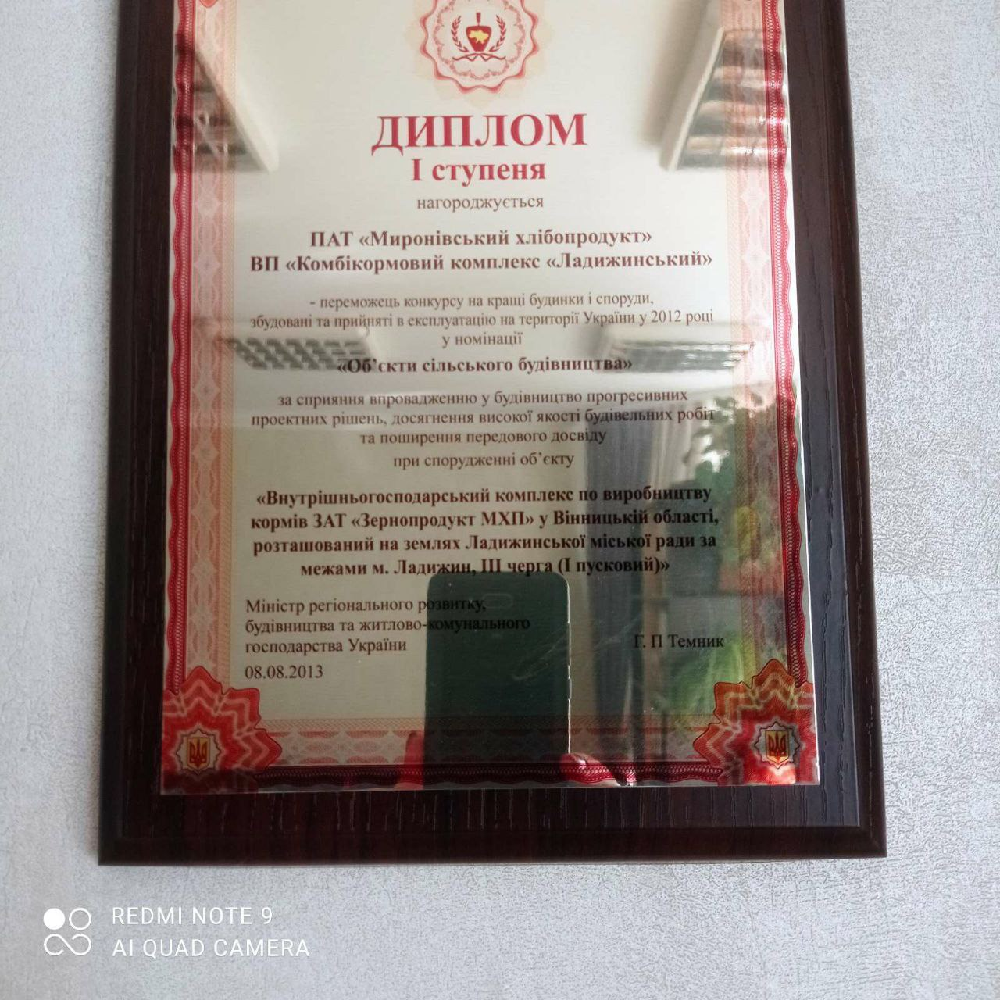 ДИПЛОМ
І ступеня
нагороджується
ПАТ «Миронівський хлібопродукт»
ВП «Комбікормовий комплекс «Ладижинський»
- переможець конкурсу на кращі будинки і споруди,
збудовані та прийняті в експлуатацію на території України у 2012 році
у номінації
«Об’єкти сільського будівництва»
за сприяння впровадженню у будівництво прогресивних
проектних рішень, досягнення високої якості будівельних робіт
та поширення передового досвіду
при спорудженні об’єкту
«Внутрішньогосподарський комплекс по виробництву
кормів ЗАТ «Зернопродукт МХП» у Вінницькій області,
розташований на землях Ладижинської міської ради за
межами м. Ладижин, ІІІ черга (І пусковий)»
Міністр регіонального розвитку,
будівництва та житлово-комунального
господарства України
Г. П Темник
08.08.2013
REDMI NOTE 9
AI QUAD CAMERA